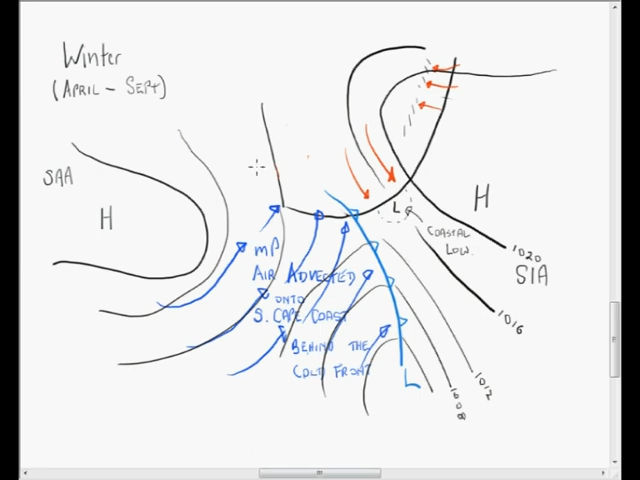 Winter
(APRIL - SEPT)
SAA
H
mP
AIR ADVECTED
ONTO
S. CAPE COAST
BEHIND THE
COLD FRONT
L
L
COASTAL
LOW.
H
SIA
1020
1016
1012
1008